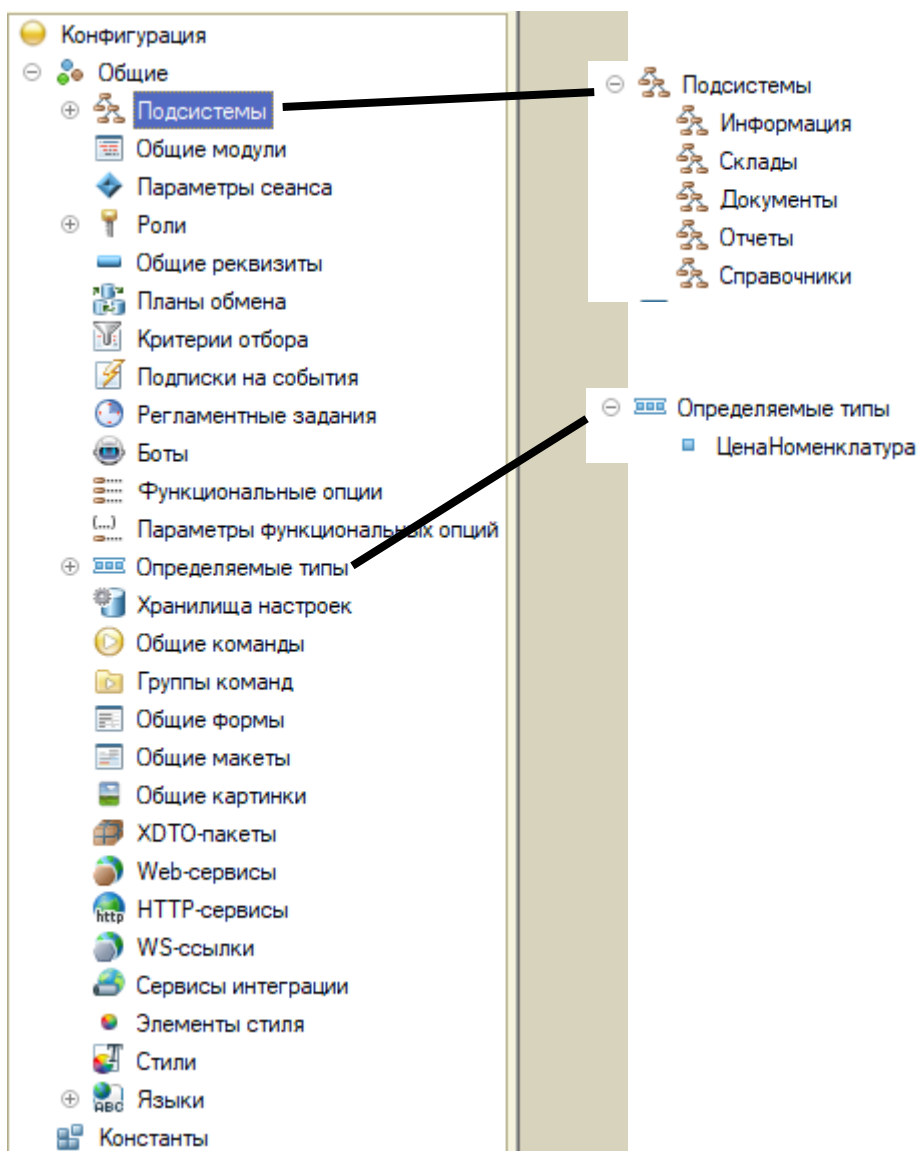 Конфигурация
Общие
Подсистемы
Общие модули
Параметры сеанса
Роли
Общие реквизиты
Планы обмена
Критерии отбора
Подписки на события
Регламентные задания
Боты
Функциональные опции
Параметры функциональных опций
Определяемые типы
Хранилища настроек
Общие команды
Группы команд
Общие формы
Общие макеты
Общие картинки
XDTO-пакеты
Web-сервисы
http
HTTP-сервисы
WS-ссылки
Сервисы интеграции
Элементы стиля
Стили
ABC
Языки
Константы
Подсистемы
Информация
Склады
Документы
Отчеты
Справочники
Определяемые типы
ЦенаНоменклатура